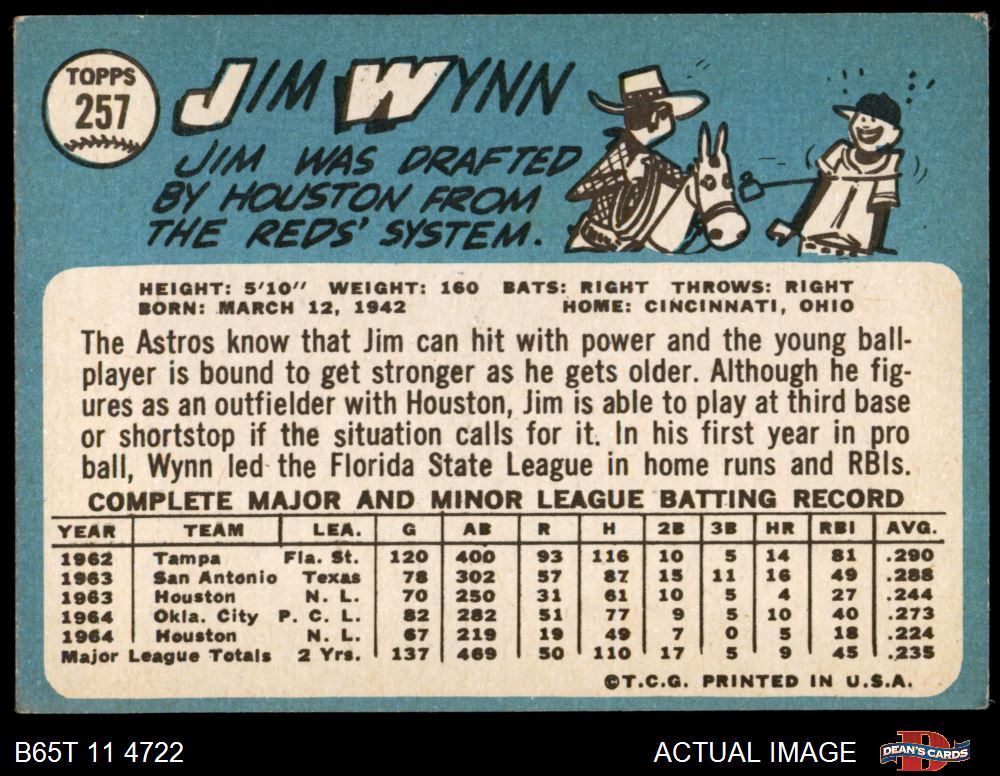 TOPPS
257
JIM WYNN
JIM WAS DRAFTED
BY HOUSTON FROM
THE REDS' SYSTEM.
HEIGHT: 5'10" WEIGHT: 160 BATS: RIGHT THROWS: RIGHT
BORN: MARCH 12, 1942 HOME: CINCINNATI, OHIO
The Astros know that Jim can hit with power and the young ball-
player is bound to get stronger as he gets older. Although he fig-
ures as an outfielder with Houston, Jim is able to play at third base
or shortstop if the situation calls for it. In his first year in pro
ball, Wynn led the Florida State League in home runs and RBIs.
COMPLETE MAJOR AND MINOR LEAGUE BATTING RECORD
YEAR TEAM LEA. G AB R H 2B 3B HR RBI AVG.
1962 Tampa Fla. St. 120 400 93 116 10 5 14 81 .290
1963 San Antonio Texas 78 302 57 87 15 11 16 49 .288
1963 Houston N. L. 70 250 31 61 10 5 4 27 .244
1964 Okla. City P. C. L. 82 282 51 77 9 5 10 40 .273
1964 Houston N. L. 67 219 19 49 7 0 5 18 .224
Major League Totals 2 Yrs. 137 469 50 110 17 5 9 45 .235
©T.C.G. PRINTED IN U.S.A.
B65T 11 4722 ACTUAL IMAGE DEAN'S CARDS